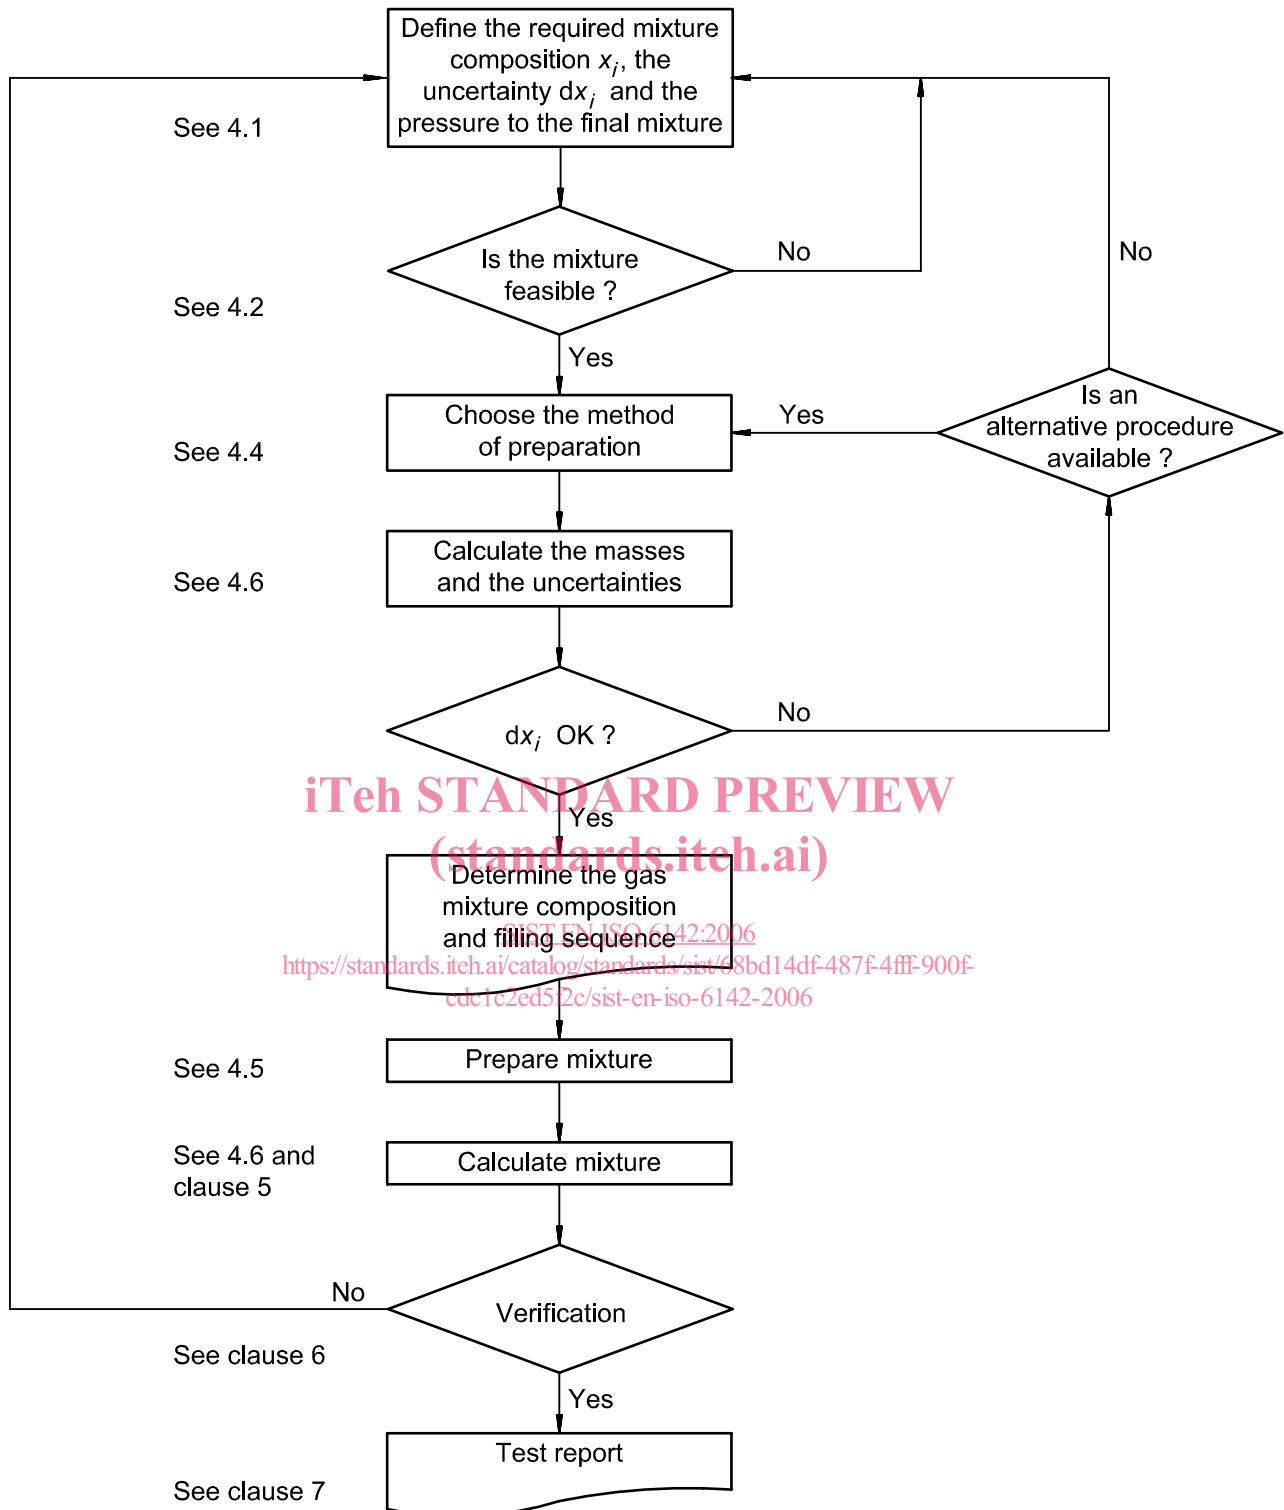 Define the required mixture
composition xi, the
uncertainty dxi and the
pressure to the final mixture
See 4.1
Is the mixture
feasible ?
No
No
See 4.2
Yes
Choose the method
of preparation
Yes
Is an
alternative procedure
available ?
See 4.4
Calculate the masses
and the uncertainties
See 4.6
dxi OK ?
No
iTeh STANDARD PREVIEW
Yes
(standards.iteh.ai)
Determine the gas
mixture composition
and filling sequence
SIST EN ISO 6142:2006
https://standards.iteh.ai/catalog/standards/sist/68bd14df-487f-4fff-900f-
cdc1c2ed5f2c/sist-en-iso-6142-2006
Prepare mixture
See 4.5
See 4.6 and
clause 5
Calculate mixture
No
Verification
See clause 6
Yes
Test report
See clause 7